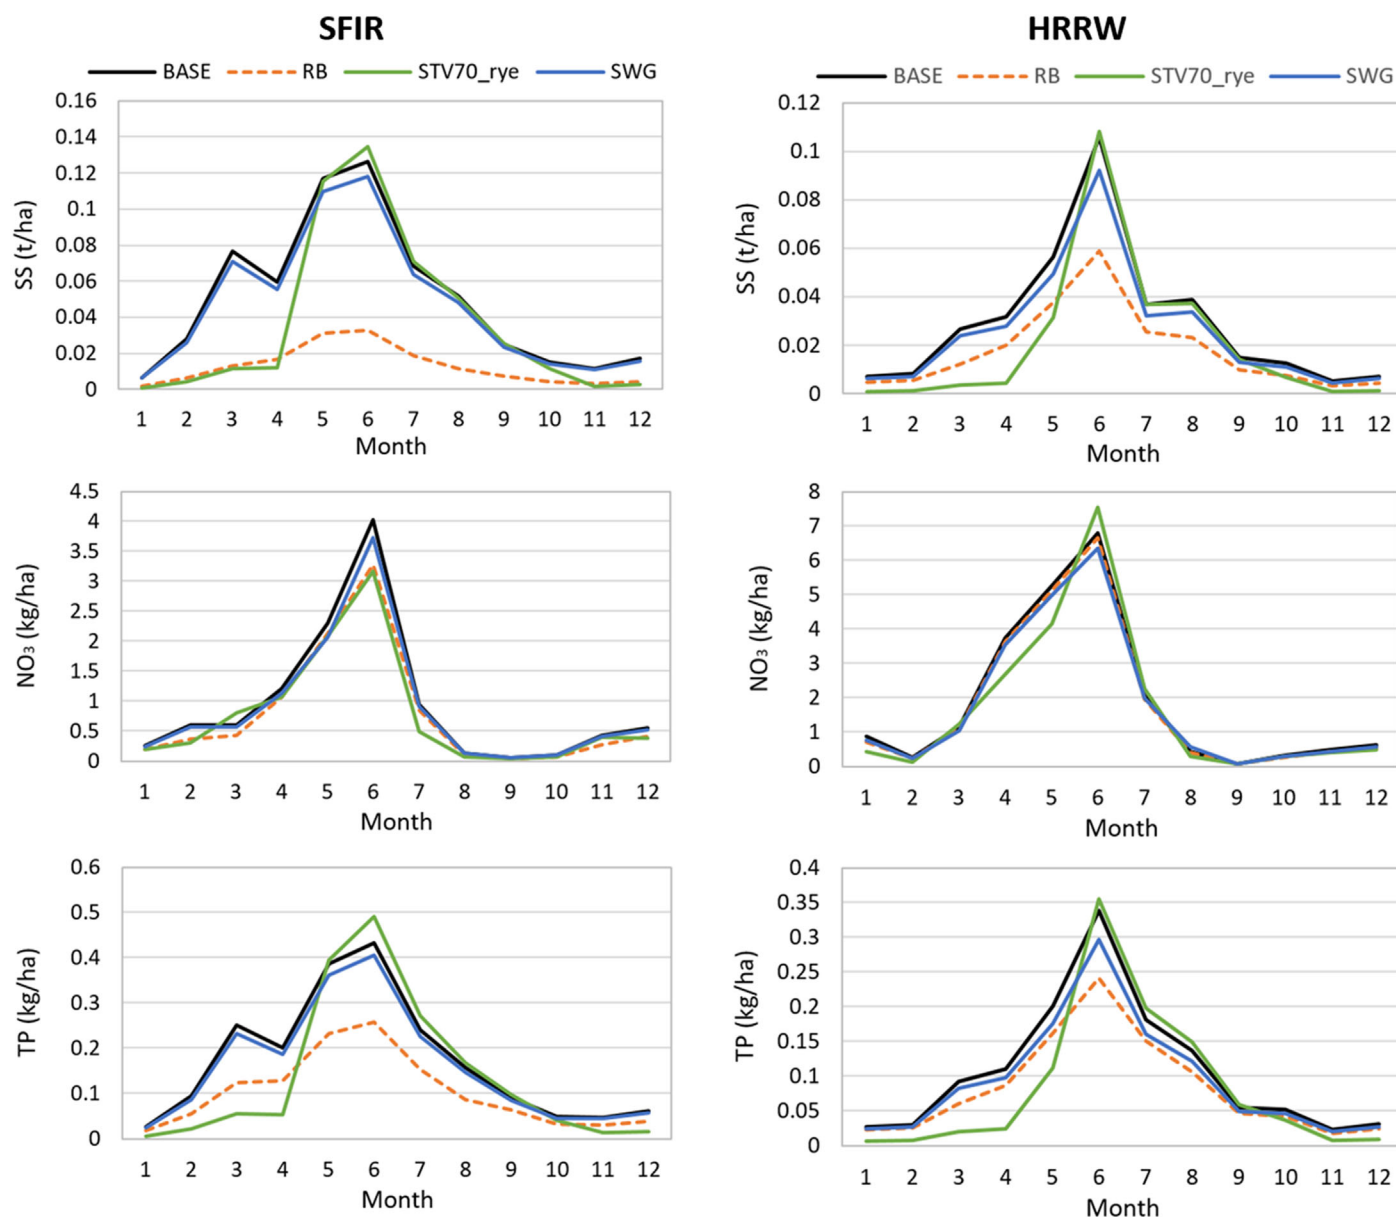 SFIR
BASE RB STV70_rye SWG
SS (t/ha)
0.16
0.14
0.12
0.1
0.08
0.06
0.04
0.02
0
1 2 3 4 5 6 7 8 9 10 11 12
Month
HRRW
BASE RB STV70_rye SWG
SS (t/ha)
0.12
0.1
0.08
0.06
0.04
0.02
0
1 2 3 4 5 6 7 8 9 10 11 12
Month
NO₃ (kg/ha)
4.5
4
3.5
3
2.5
2
1.5
1
0.5
0
1 2 3 4 5 6 7 8 9 10 11 12
Month
NO₃ (kg/ha)
8
7
6
5
4
3
2
1
0
1 2 3 4 5 6 7 8 9 10 11 12
Month
TP (kg/ha)
0.6
0.5
0.4
0.3
0.2
0.1
0
1 2 3 4 5 6 7 8 9 10 11 12
Month
TP (kg/ha)
0.4
0.35
0.3
0.25
0.2
0.15
0.1
0.05
0
1 2 3 4 5 6 7 8 9 10 11 12
Month